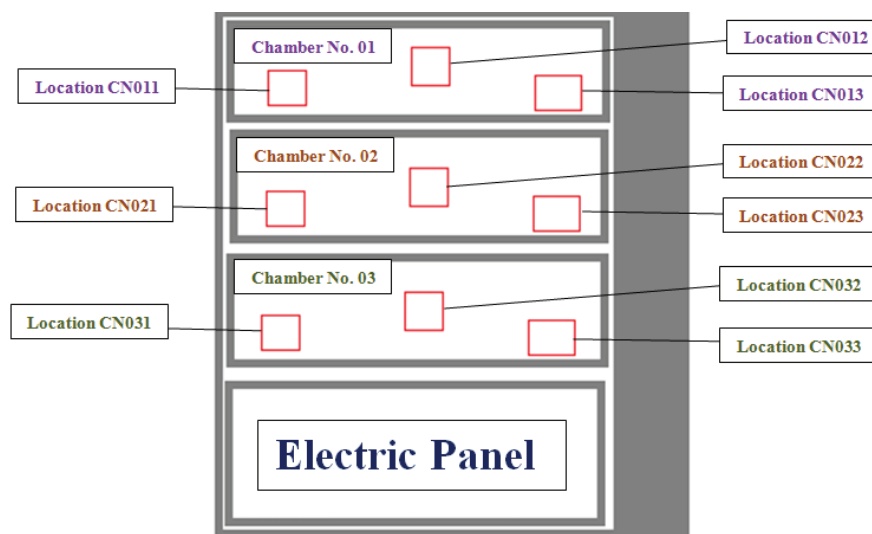 Chamber No. 01
Location CN012
Location CN011
Location CN013
Chamber No. 02
Location CN022
Location CN021
Location CN023
Chamber No. 03
Location CN032
Location CN031
Location CN033
Electric Panel